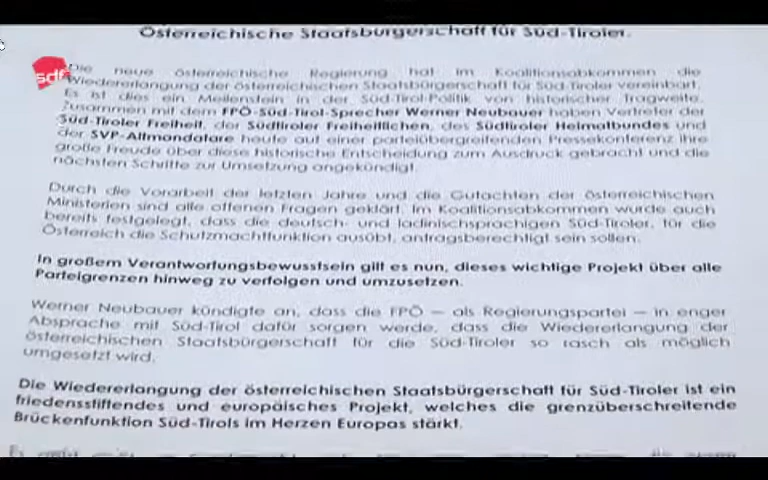 Österreichische Staatsbürgerschaft für Süd-Tiroler.
sdf
Die neue österreichische Regierung hat im Koalitionsabkommen die
Wiedererlangung der österreichischen Staatsbürgerschaft für Süd-Tiroler vereinbart.
Es ist dies ein Meilenstein in der Süd-Tirol-Politik von historischer Tragweite.
Zusammen mit dem FPÖ-Süd-Tirol-Sprecher Werner Neubauer haben Vertreter der
Süd-Tiroler Freiheit, der Südtiroler Freiheitlichen, des Südtiroler Heimatbundes und
der SVP-Altmandatare heute auf einer parteiübergreifenden Pressekonferenz ihre
große Freude über diese historische Entscheidung zum Ausdruck gebracht und die
nächsten Schritte zur Umsetzung angekündigt.
Durch die Vorarbeit der letzten Jahre und die Gutachten der österreichischen
Ministerien sind alle offenen Fragen geklärt. Im Koalitionsabkommen wurde auch
bereits festgelegt, dass die deutsch- und ladinischsprachigen Süd-Tiroler, für die
Österreich die Schutzmachtfunktion ausübt, antragsberechtigt sein sollen.
In großem Verantwortungsbewusstsein gilt es nun, dieses wichtige Projekt über alle
Parteigrenzen hinweg zu verfolgen und umzusetzen.
Werner Neubauer kündigte an, dass die FPÖ – als Regierungspartei – in enger
Absprache mit Süd-Tirol dafür sorgen werde, dass die Wiedererlangung der
österreichischen Staatsbürgerschaft für die Süd-Tiroler so rasch als möglich
umgesetzt wird.
Die Wiedererlangung der österreichischen Staatsbürgerschaft für Süd-Tiroler ist ein
friedensstiftendes und europäisches Projekt, welches die grenzüberschreitende
Brückenfunktion Süd-Tirols im Herzen Europas stärkt.